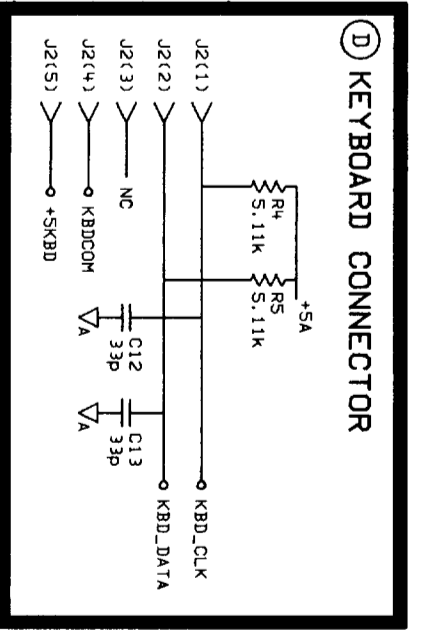 D KEYBOARD CONNECTOR
+5A
R4
5.11k
R5
5.11k
J2(1)
KBD_CLK
J2(2)
KBD_DATA
J2(3)
NC
C12
33p
A
C13
33p
A
J2(4)
KBDCOM
J2(5)
+5KBD